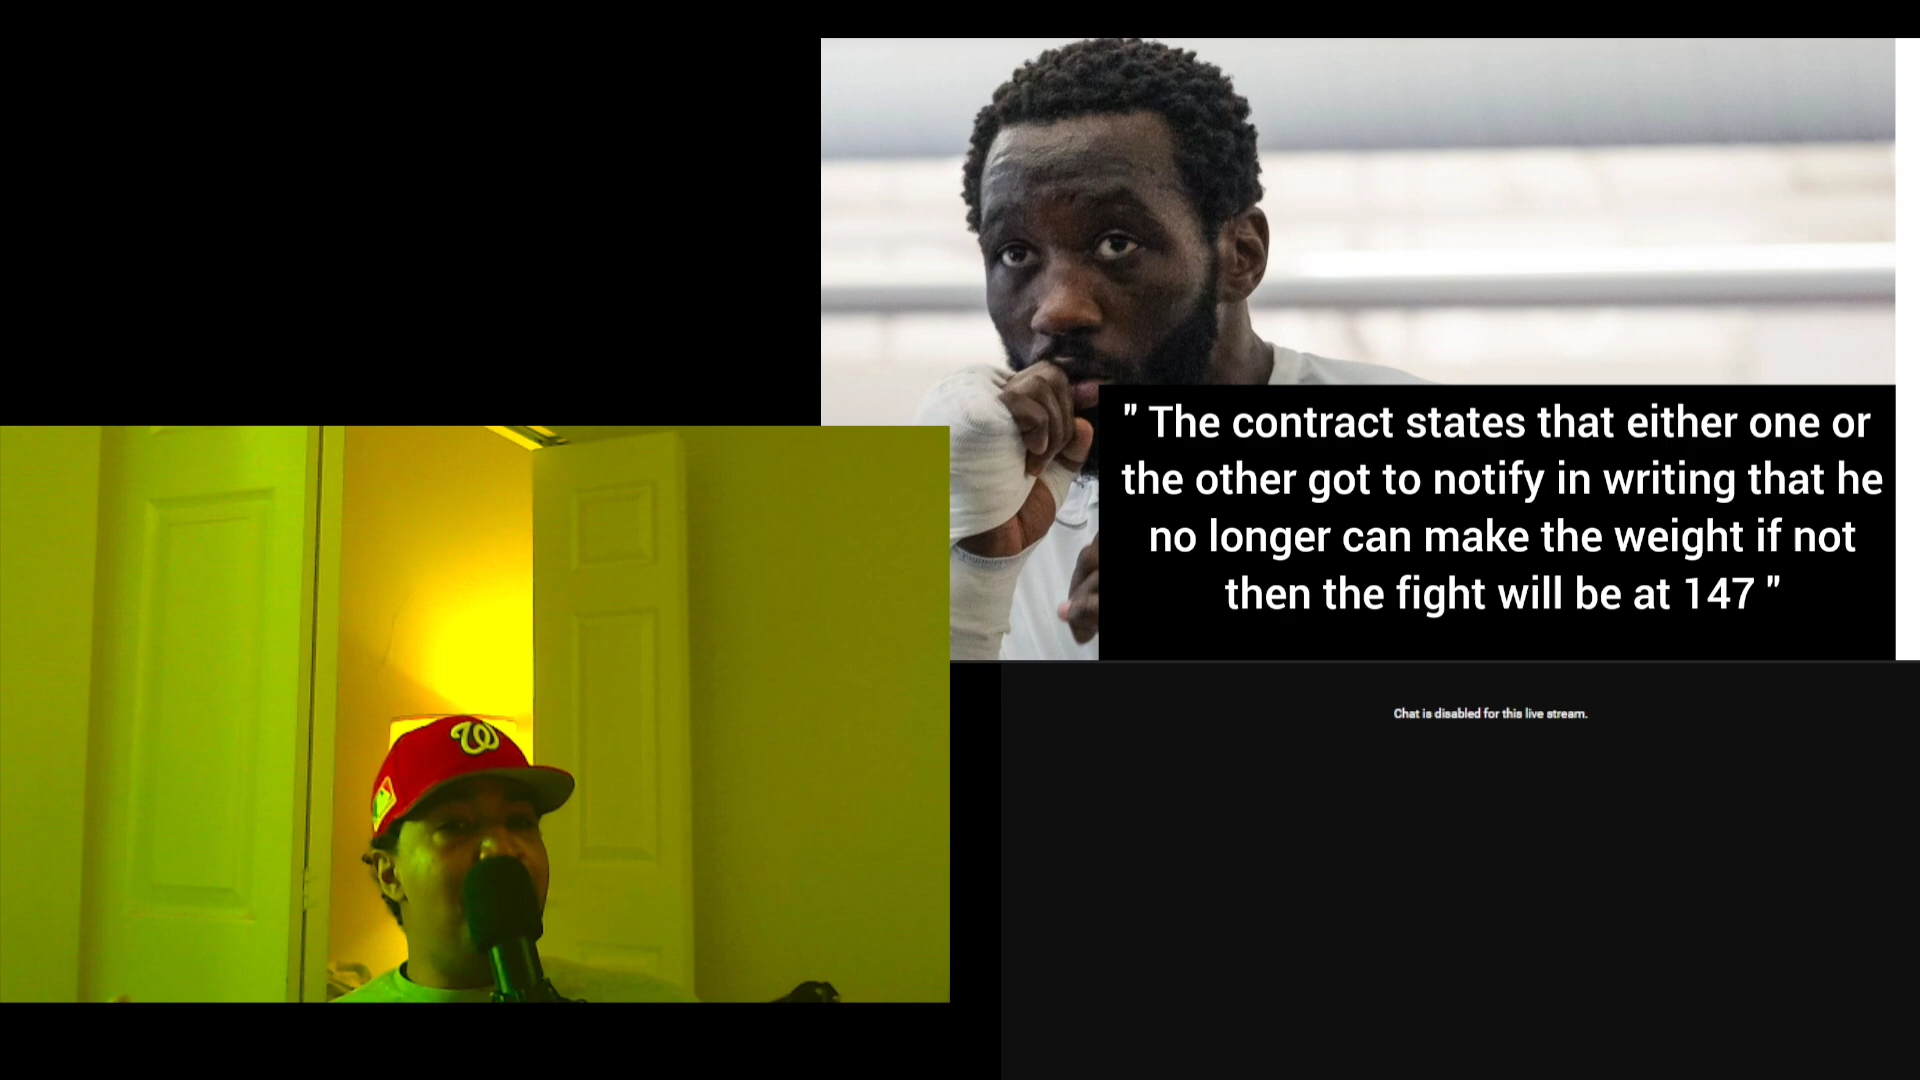 " The contract states that either one or
the other got to notify in writing that he
no longer can make the weight if not
then the fight will be at 147 "
Chat is disabled for this live stream.
W